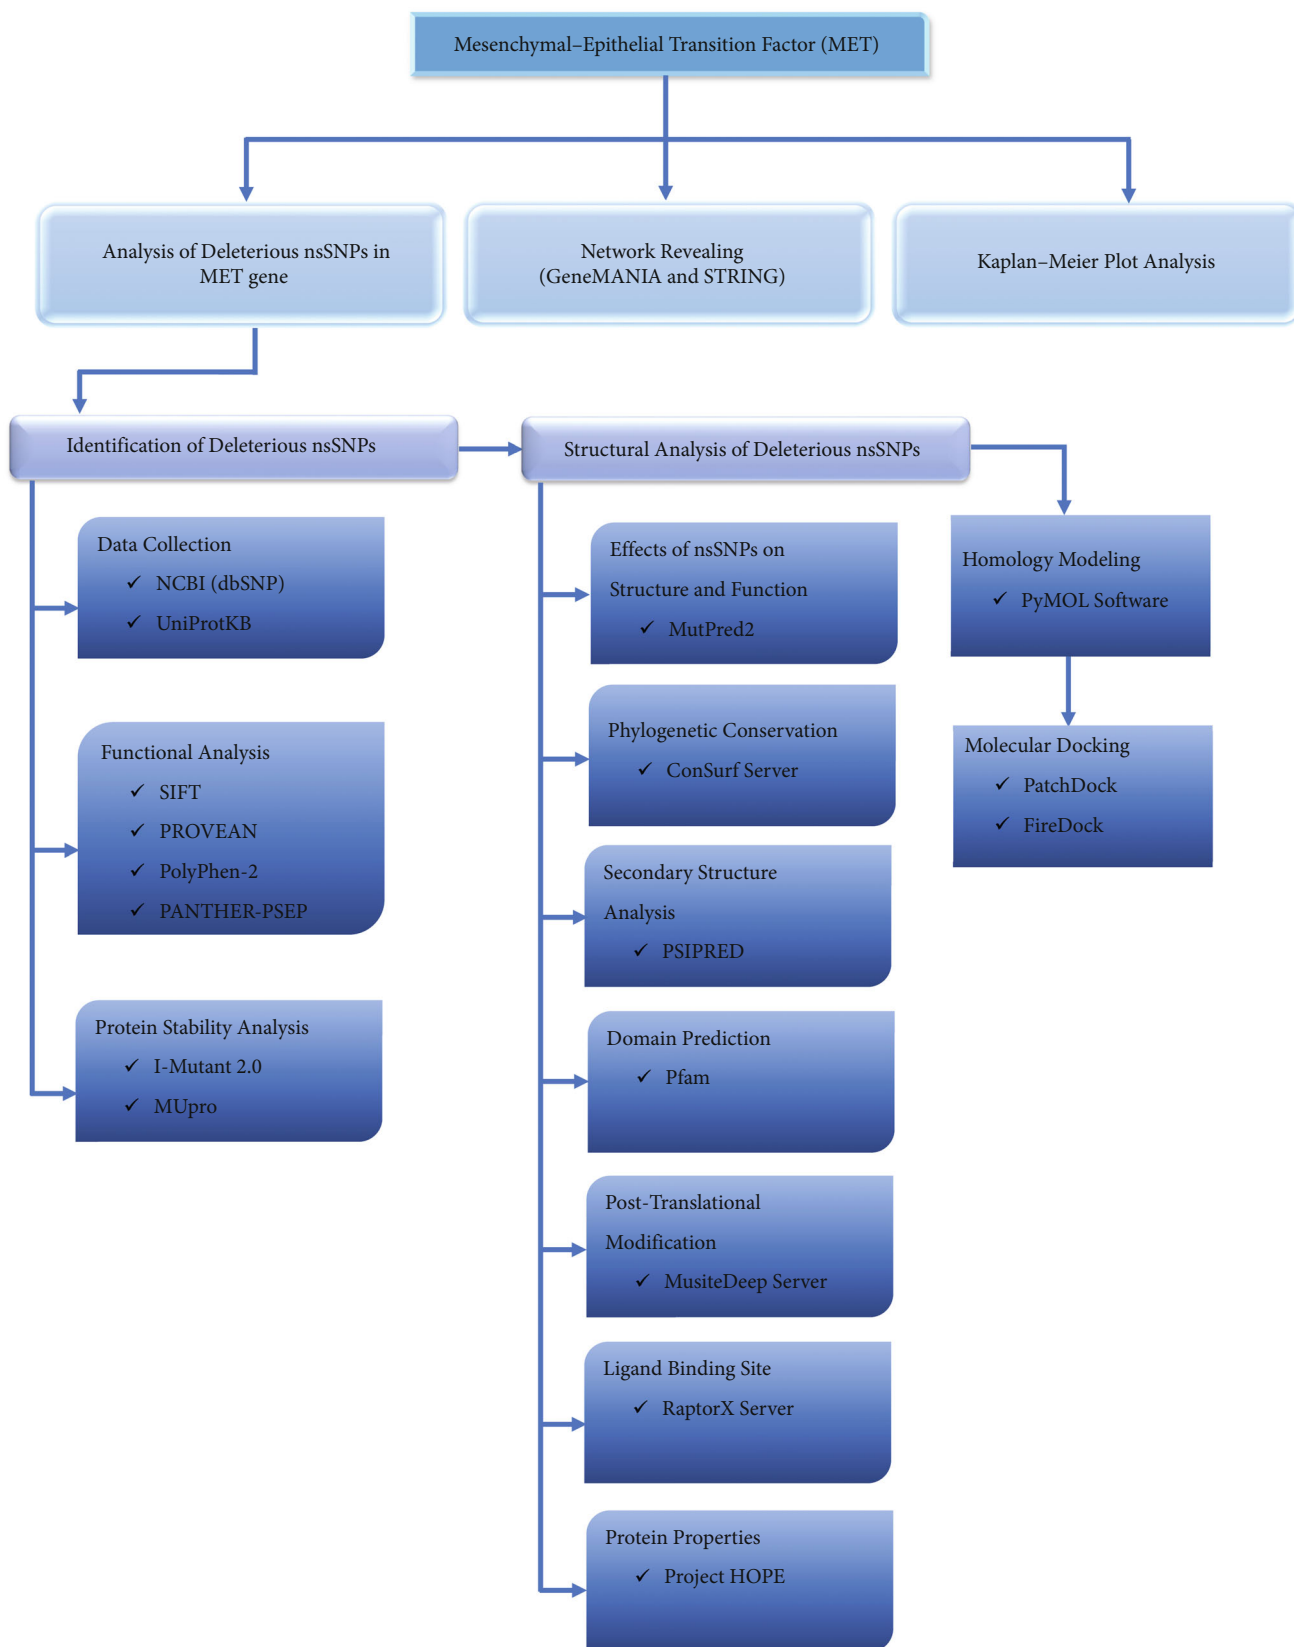 Mesenchymal–Epithelial Transition Factor (MET)
Analysis of Deleterious nsSNPs in
MET gene
Network Revealing
(GeneMANIA and STRING)
Kaplan–Meier Plot Analysis
Identification of Deleterious nsSNPs
Data Collection
✓ NCBI (dbSNP)
✓ UniProtKB
Functional Analysis
✓ SIFT
✓ PROVEAN
✓ PolyPhen-2
✓ PANTHER-PSEP
Protein Stability Analysis
✓ I-Mutant 2.0
✓ MUpro
Structural Analysis of Deleterious nsSNPs
Effects of nsSNPs on
Structure and Function
✓ MutPred2
Phylogenetic Conservation
✓ ConSurf Server
Secondary Structure
Analysis
✓ PSIPRED
Domain Prediction
✓ Pfam
Post-Translational
Modification
✓ MusiteDeep Server
Ligand Binding Site
✓ RaptorX Server
Protein Properties
✓ Project HOPE
Homology Modeling
✓ PyMOL Software
Molecular Docking
✓ PatchDock
✓ FireDock